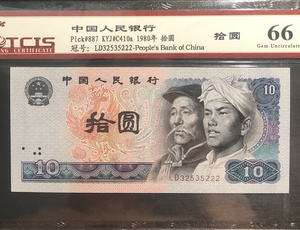 TCIS
中国人民银行
Pick#887 KYJ#C410a 1980年 拾圆
冠号: LD32535222-People's Bank of China
拾圆
66
Gem Uncirculated
中国人民银行
10
拾圆
10
LD32535222